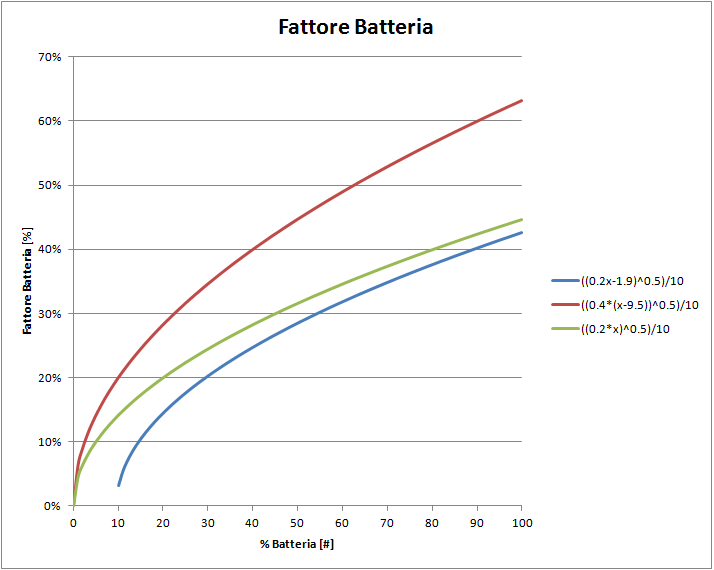 Fattore Batteria
70%
60%
50%
40%
30%
20%
10%
0%
Fattore Batteria [%]
0 10 20 30 40 50 60 70 80 90 100
% Batteria [#]
((0.2x-1.9)^0.5)/10
((0.4*(x-9.5))^0.5)/10
((0.2*x)^0.5)/10